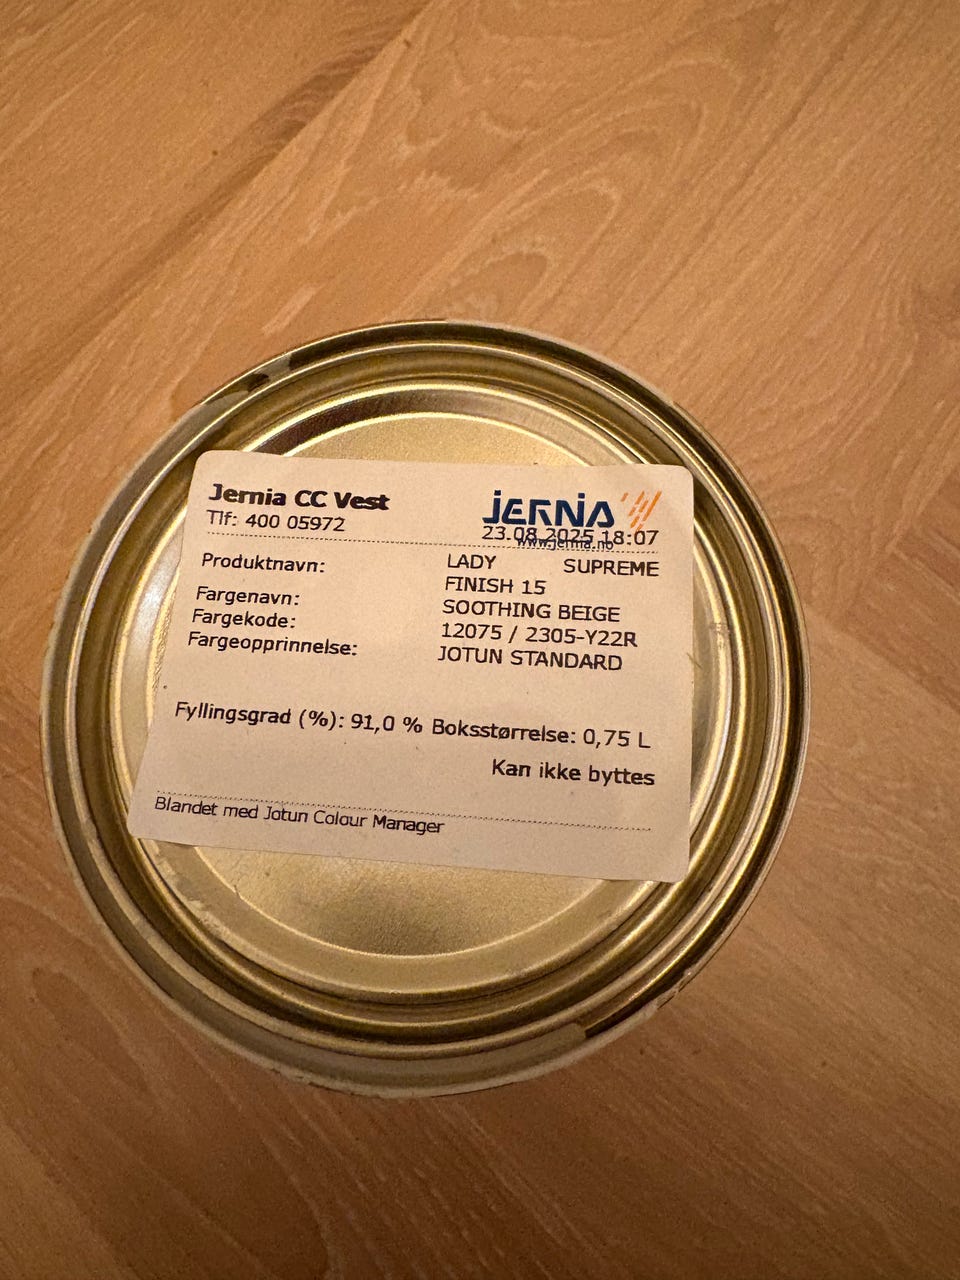 Jernia CC Vest
Tlf: 400 05972
JERNIA
23.08.2025 18:07
www.jernia.no
Produktnavn: LADY SUPREME
FINISH 15
Fargenavn: SOOTHING BEIGE
Fargekode: 12075 / 2305-Y22R
Fargeopprinnelse: JOTUN STANDARD
Fyllingsgrad (%): 91,0 % Boksstørrelse: 0,75 L
Kan ikke byttes
Blandet med Jotun Colour Manager